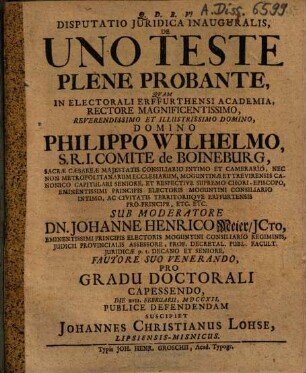 A. Diss. 6599
Q. D. B. V!
DISPUTATIO JURIDICA INAUGURALIS,
DE
UNO TESTE
PLENE PROBANTE,
QUAM
IN ELECTORALI ERFFURTHENSI ACADEMIA,
RECTORE MAGNIFICENTISSIMO,
REVERENDISSIMO ET ILLUSTRISSIMO DOMINO,
DOMINO
PHILIPPO WILHELMO,
S.R.I. COMITE de BOINEBURG,
SACRÆ CÆSAREÆ MAJESTATIS CONSILIARIO INTIMO ET CAMERARIO, NEC
NON METROPOLITANARUM ECCLESIARUM, MOGUNTINÆ ET TREVIRENSIS CA-
NONICO CAPITULARI SENIORE, ET RESPECTIVE SUPREMO CHORI-EPISCOPO,
EMINENTISSIMI PRINCIPIS ELECTORIS MOGUNTINI CONSILIARIO
INTIMO, AC CIVITATIS TERRITORIIQVE ERFFURTENSIS
PRO-PRINCIPE, ETC. ETC.
SUB MODERATORE
DN. JOHANNE HENRICO Meier/ JCto,
EMINENTISSIMI PRINCIPIS ELECTORIS MOGUNTINI CONSILIARIO REGIMINIS,
JUDICII PROVINCIALIS ASSESSORE, PROF. DECRETAL. PUBL. FACULT.
JURIDICÆ p. t. DECANO ET SENIORE,
FAUTORE SUO VENERANDO,
PRO
GRADU DOCTORALI
CAPESSENDO,
PUBLICE DEFENDENDAM
SUSCIPIET
JOHANNES CHRISTIANUS LOHSE,
LIPSIENSIS-MISNICUS.
Typis JOH. HENR. GROSCHII, Acad. Typogr.